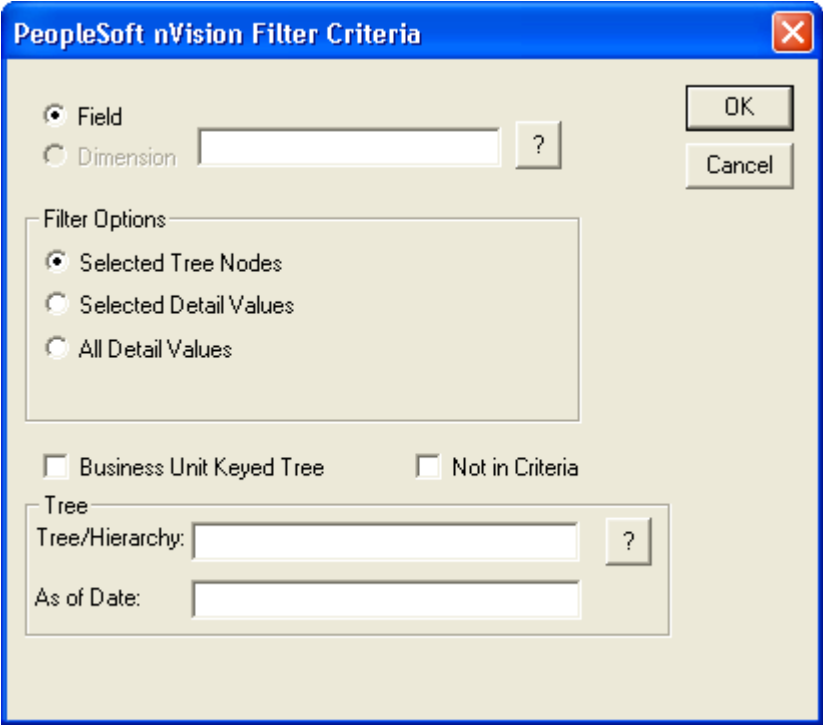 PeopleSoft nVision Filter Criteria
Field
OK
Dimension
?
Cancel
Filter Options
Selected Tree Nodes
Selected Detail Values
All Detail Values
Business Unit Keyed Tree
Not in Criteria
Tree
Tree/Hierarchy:
?
As of Date: